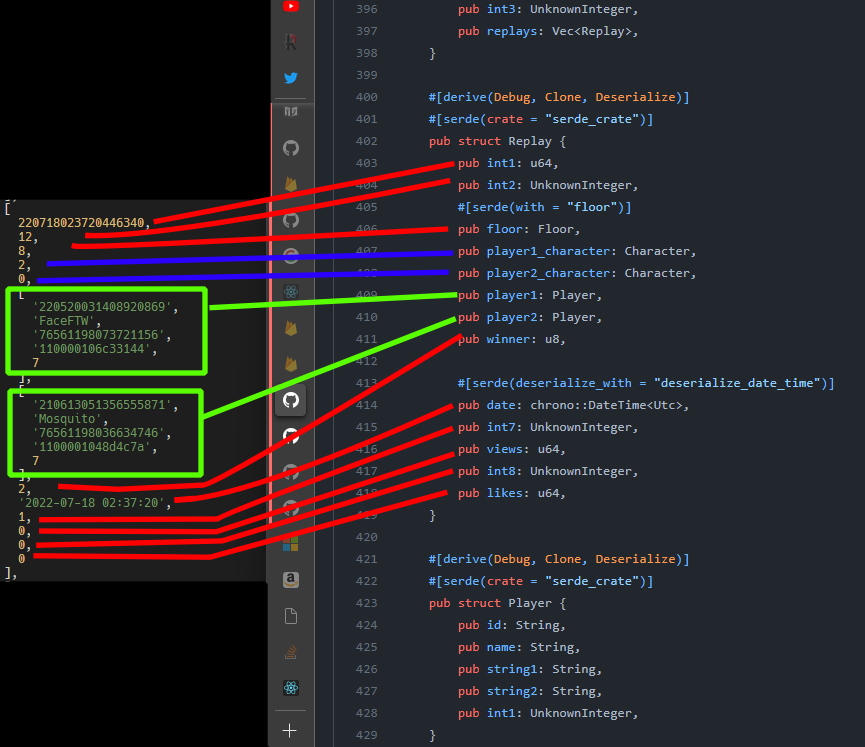 [
220718023720446340,
12,
8,
2,
0,
[
'220520031408920869',
'FaceFTW',
'76561198073721156',
'110000106c33144',
7
],
[
'210613051356555871',
'Mosquito',
'76561198036634746',
'1100001048d4c7a',
7
],
2,
'2022-07-18 02:37:20',
1,
0,
0,
0
],
396 pub int3: UnknownInteger,
397 pub replays: Vec<Replay>,
398 }
399
400 #[derive(Debug, Clone, Deserialize)]
401 #[serde(crate = "serde_crate")]
402 pub struct Replay {
403 pub int1: u64,
404 pub int2: UnknownInteger,
405 #[serde(with = "floor")]
406 pub floor: Floor,
407 pub player1_character: Character,
408 pub player2_character: Character,
409 pub player1: Player,
410 pub player2: Player,
411 pub winner: u8,
412
413 #[serde(deserialize_with = "deserialize_date_time")]
414 pub date: chrono::DateTime<Utc>,
415 pub int7: UnknownInteger,
416 pub views: u64,
417 pub int8: UnknownInteger,
418 pub likes: u64,
419 }
420
421 #[derive(Debug, Clone, Deserialize)]
422 #[serde(crate = "serde_crate")]
423 pub struct Player {
424 pub id: String,
425 pub name: String,
426 pub string1: String,
427 pub string2: String,
428 pub int1: UnknownInteger,
429 }